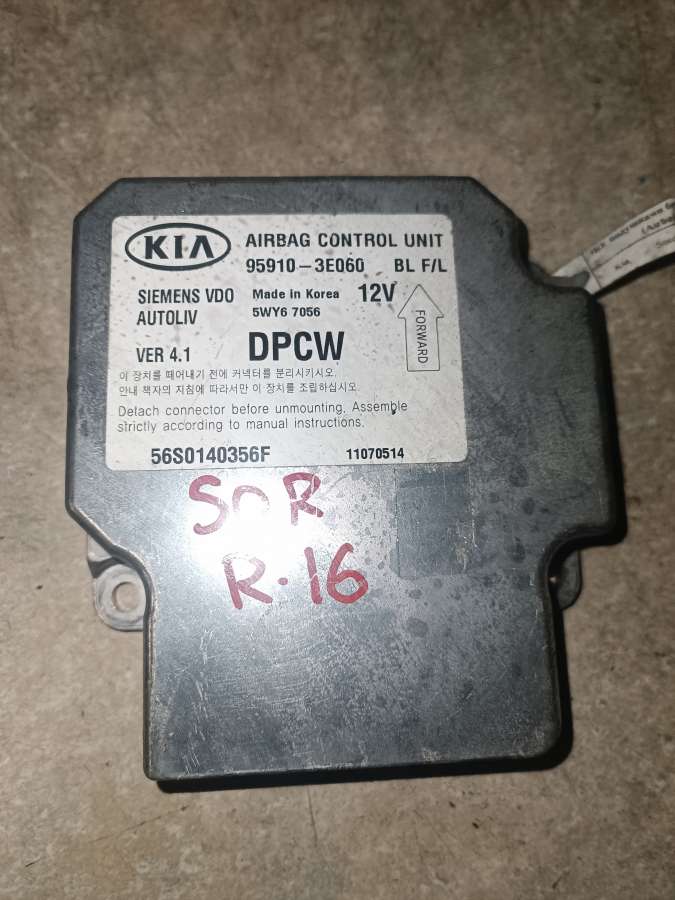 KIA
AIRBAG CONTROL UNIT
95910-3E060 BL F/L
SIEMENS VDO
AUTOLIV
Made in Korea
5WY6 7056
12V
FORWARD
VER 4.1
DPCW
이 장치를 떼어내기 전에 커넥터를 분리시키시오.
안내 책자의 지침에 따라서만 이 장치를 조립하십시오.
Detach connector before unmounting. Assemble
strictly according to manual instructions.
56S0140356F
11070514
SOR
R-16